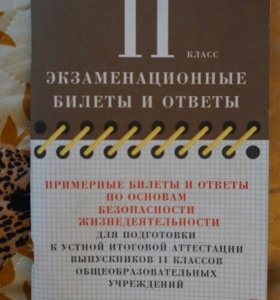 11
КЛАСС
ЭКЗАМЕНАЦИОННЫЕ
БИЛЕТЫ И ОТВЕТЫ
ПРИМЕРНЫЕ БИЛЕТЫ И ОТВЕТЫ
ПО ОСНОВАМ
БЕЗОПАСНОСТИ
ЖИЗНЕДЕЯТЕЛЬНОСТИ
ДЛЯ ПОДГОТОВКИ
К УСТНОЙ ИТОГОВОЙ АТТЕСТАЦИИ
ВЫПУСКНИКОВ 11 КЛАССОВ
ОБЩЕОБРАЗОВАТЕЛЬНЫХ
УЧРЕЖДЕНИЙ